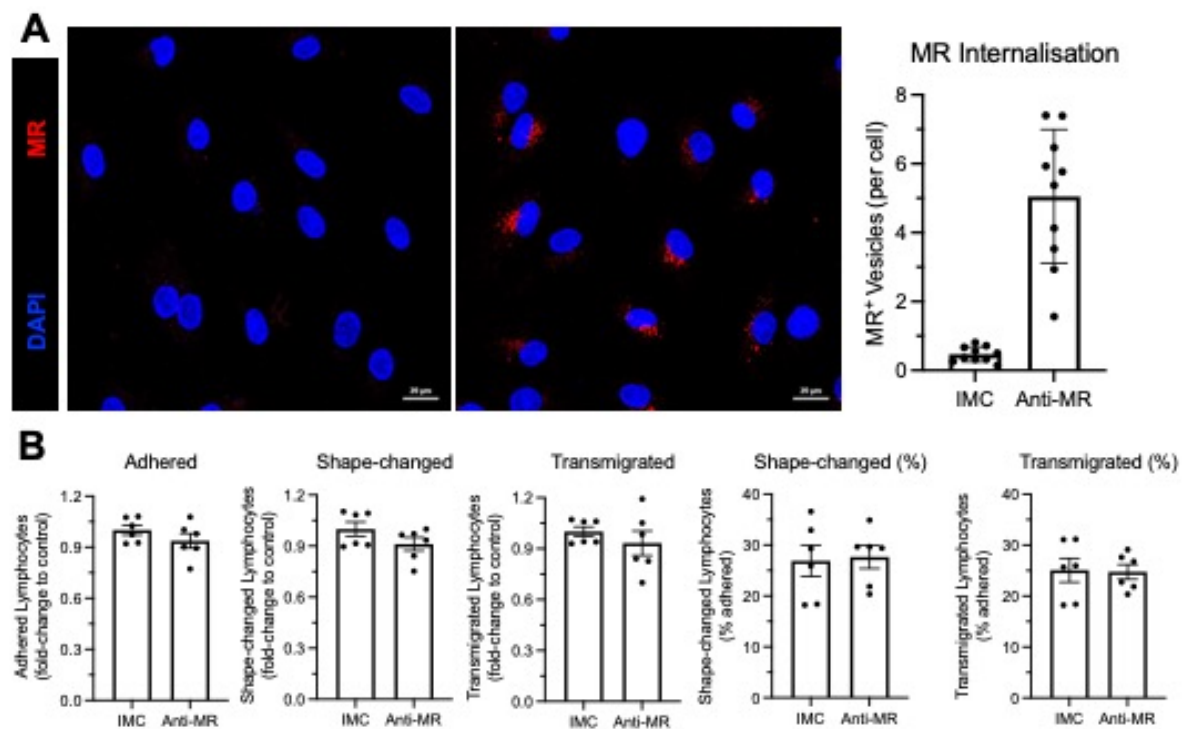 A
MR
DAPI
20 µm
20 µm
MR Internalisation
MR⁺ Vesicles (per cell)
8
6
4
2
0
IMC Anti-MR
B
Adhered
Adhered Lymphocytes
(fold-change to control)
1.2
0.9
0.6
0.3
0.0
IMC Anti-MR
Shape-changed
Shape-changed Lymphocytes
(fold-change to control)
1.2
0.9
0.6
0.3
0.0
IMC Anti-MR
Transmigrated
Transmigrated Lymphocytes
(fold-change to control)
1.2
0.9
0.6
0.3
0.0
IMC Anti-MR
Shape-changed (%)
Shape-changed Lymphocytes
(% adhered)
40
30
20
10
0
IMC Anti-MR
Transmigrated (%)
Transmigrated Lymphocytes
(% adhered)
40
30
20
10
0
IMC Anti-MR